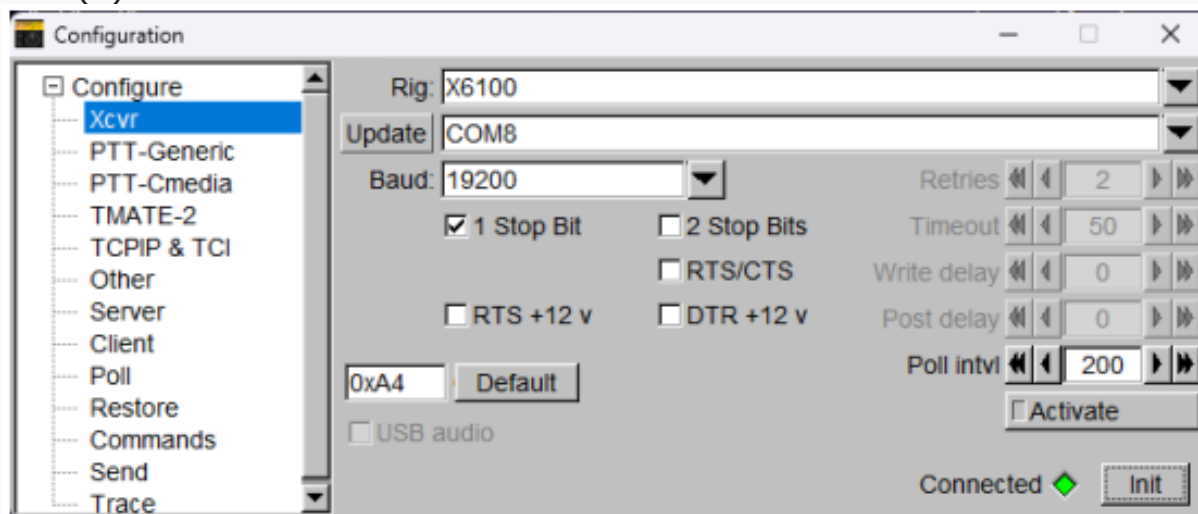 Configuration
Configure
Xcvr
PTT-Generic
PTT-Cmedia
TMATE-2
TCPIP & TCI
Other
Server
Client
Poll
Restore
Commands
Send
Trace
Rig: X6100
Update COM8
Baud: 19200
Retries 2
1 Stop Bit 2 Stop Bits Timeout 50
RTS/CTS Write delay 0
RTS +12 v DTR +12 v Post delay 0
Poll intvl 200
0xA4 Default
Activate
USB audio
Connected Init